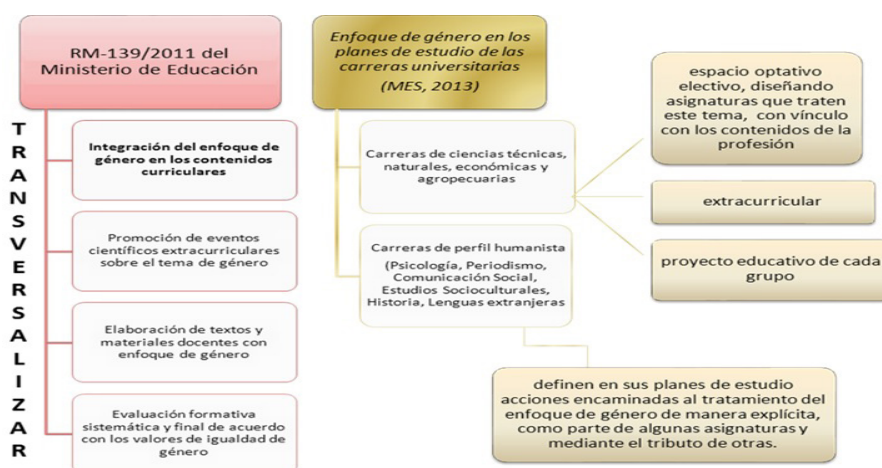 TRANSVERSALIZAR
RM-139/2011 del
Ministerio de Educación
Integración del enfoque de
género en los contenidos
curriculares
Promoción de eventos
científicos extracurriculares
sobre el tema de género
Elaboración de textos y
materiales docentes con
enfoque de género
Evaluación formativa
sistemática y final de acuerdo
con los valores de igualdad de
género
Enfoque de género en los
planes de estudio de las
carreras universitarias
(MES, 2013)
Carreras de ciencias técnicas,
naturales, económicas y
agropecuarias
Carreras de perfil humanista
(Psicología, Periodismo,
Comunicación Social,
Estudios Socioculturales,
Historia, Lenguas extranjeras
espacio optativo
electivo, diseñando
asignaturas que traten
este tema, con vínculo
con los contenidos de la
profesión
extracurricular
proyecto educativo de cada
grupo
definen en sus planes de estudio
acciones encaminadas al tratamiento del
enfoque de género de manera explícita,
como parte de algunas asignaturas y
mediante el tributo de otras.